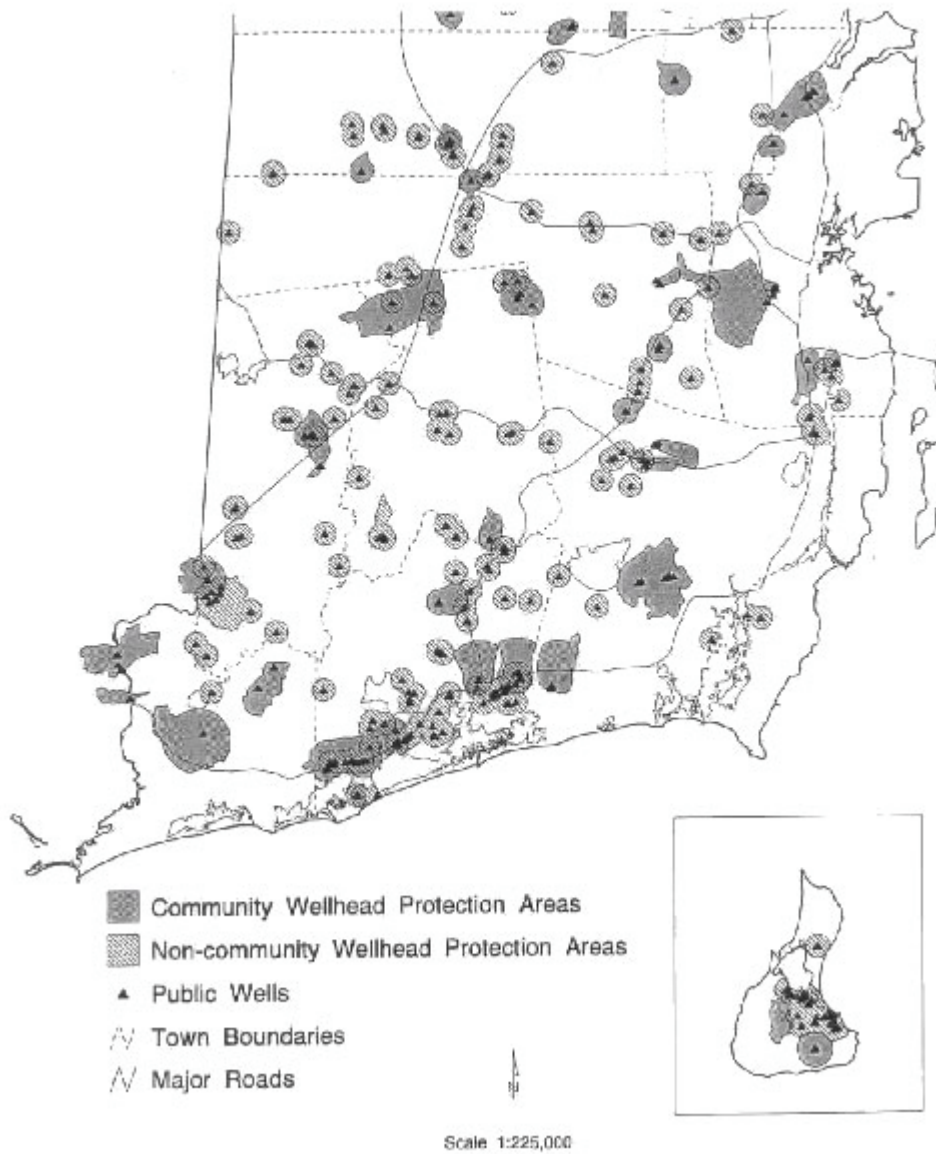 Community Wellhead Protection Areas
Non-community Wellhead Protection Areas
Public Wells
Town Boundaries
Major Roads
Scale 1:225,000